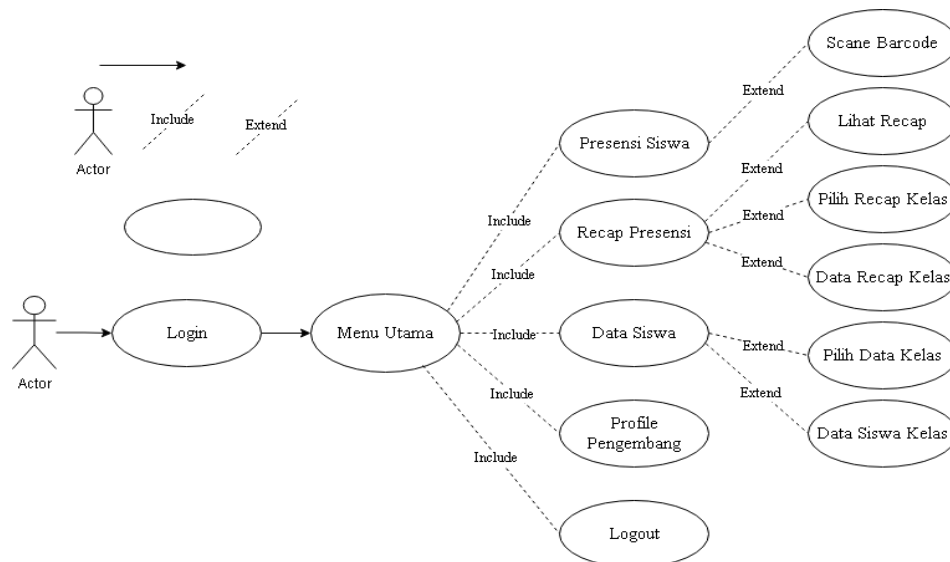 Scane Barcode
Include
Extend
Extend
Lihat Recap
Actor
Presensi Siswa
Extend
Pilih Recap Kelas
Include
Extend
Recap Presensi
Include
Extend
Data Recap Kelas
Actor
Login
Menu Utama
Include
Data Siswa
Extend
Pilih Data Kelas
Include
Extend
Profile
Pengembang
Data Siswa Kelas
Include
Logout